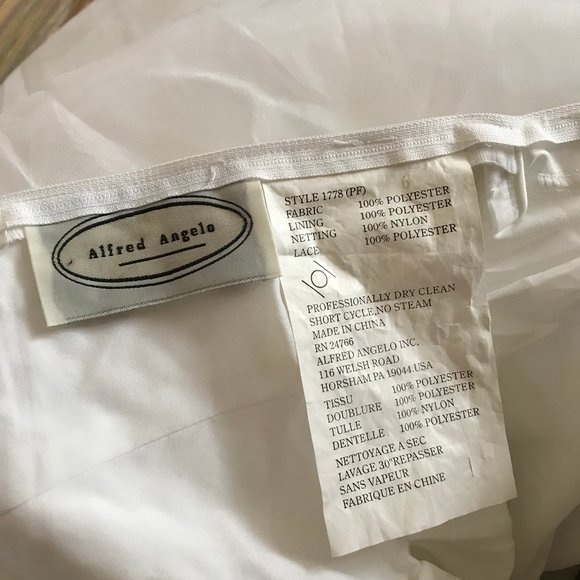 Alfred Angelo
STYLE 1778 (PF)
FABRIC 100% POLYESTER
LINING 100% POLYESTER
NETTING 100% NYLON
LACE 100% POLYESTER
PROFESSIONALLY DRY CLEAN
SHORT CYCLE,NO STEAM
MADE IN CHINA
RN 24766
ALFRED ANGELO INC.
116 WELSH ROAD
HORSHAM PA 19044.USA
TISSU 100% POLYESTER
DOUBLURE 100% POLYESTER
TULLE 100% NYLON
DENTELLE 100% POLYESTER
NETTOYAGE A SEC
LAVAGE 30"REPASSER
SANS VAPEUR
FABRIQUE EN CHINE